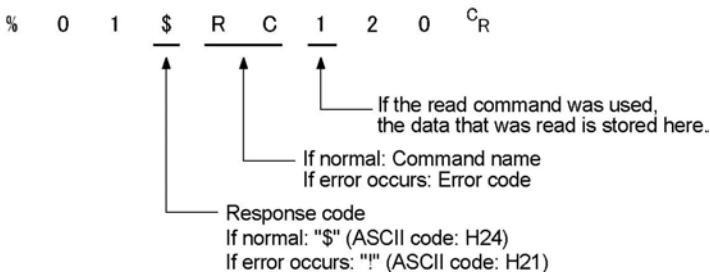 % 0 1 $ R C 1 2 0 CR
If the read command was used,
the data that was read is stored here.
If normal: Command name
If error occurs: Error code
Response code
If normal: "$" (ASCII code: H24)
If error occurs: "!" (ASCII code: H21)